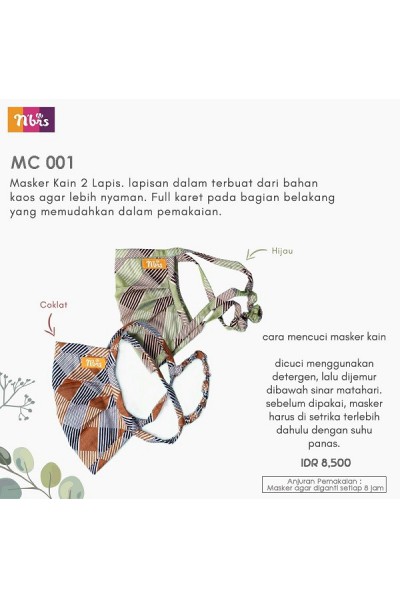 N'brs
MC 001
Masker Kain 2 Lapis. lapisan dalam terbuat dari bahan
kaos agar lebih nyaman. Full karet pada bagian belakang
yang memudahkan dalam pemakaian.
Hijau
N'brs
Coklat
N'brs
cara mencuci masker kain
dicuci menggunakan
detergen, lalu dijemur
dibawah sinar matahari.
sebelum dipakai, masker
harus di setrika terlebih
dahulu dengan suhu
panas.
IDR 8,500
Anjuran Pemakaian :
Masker agar diganti setiap 8 jam